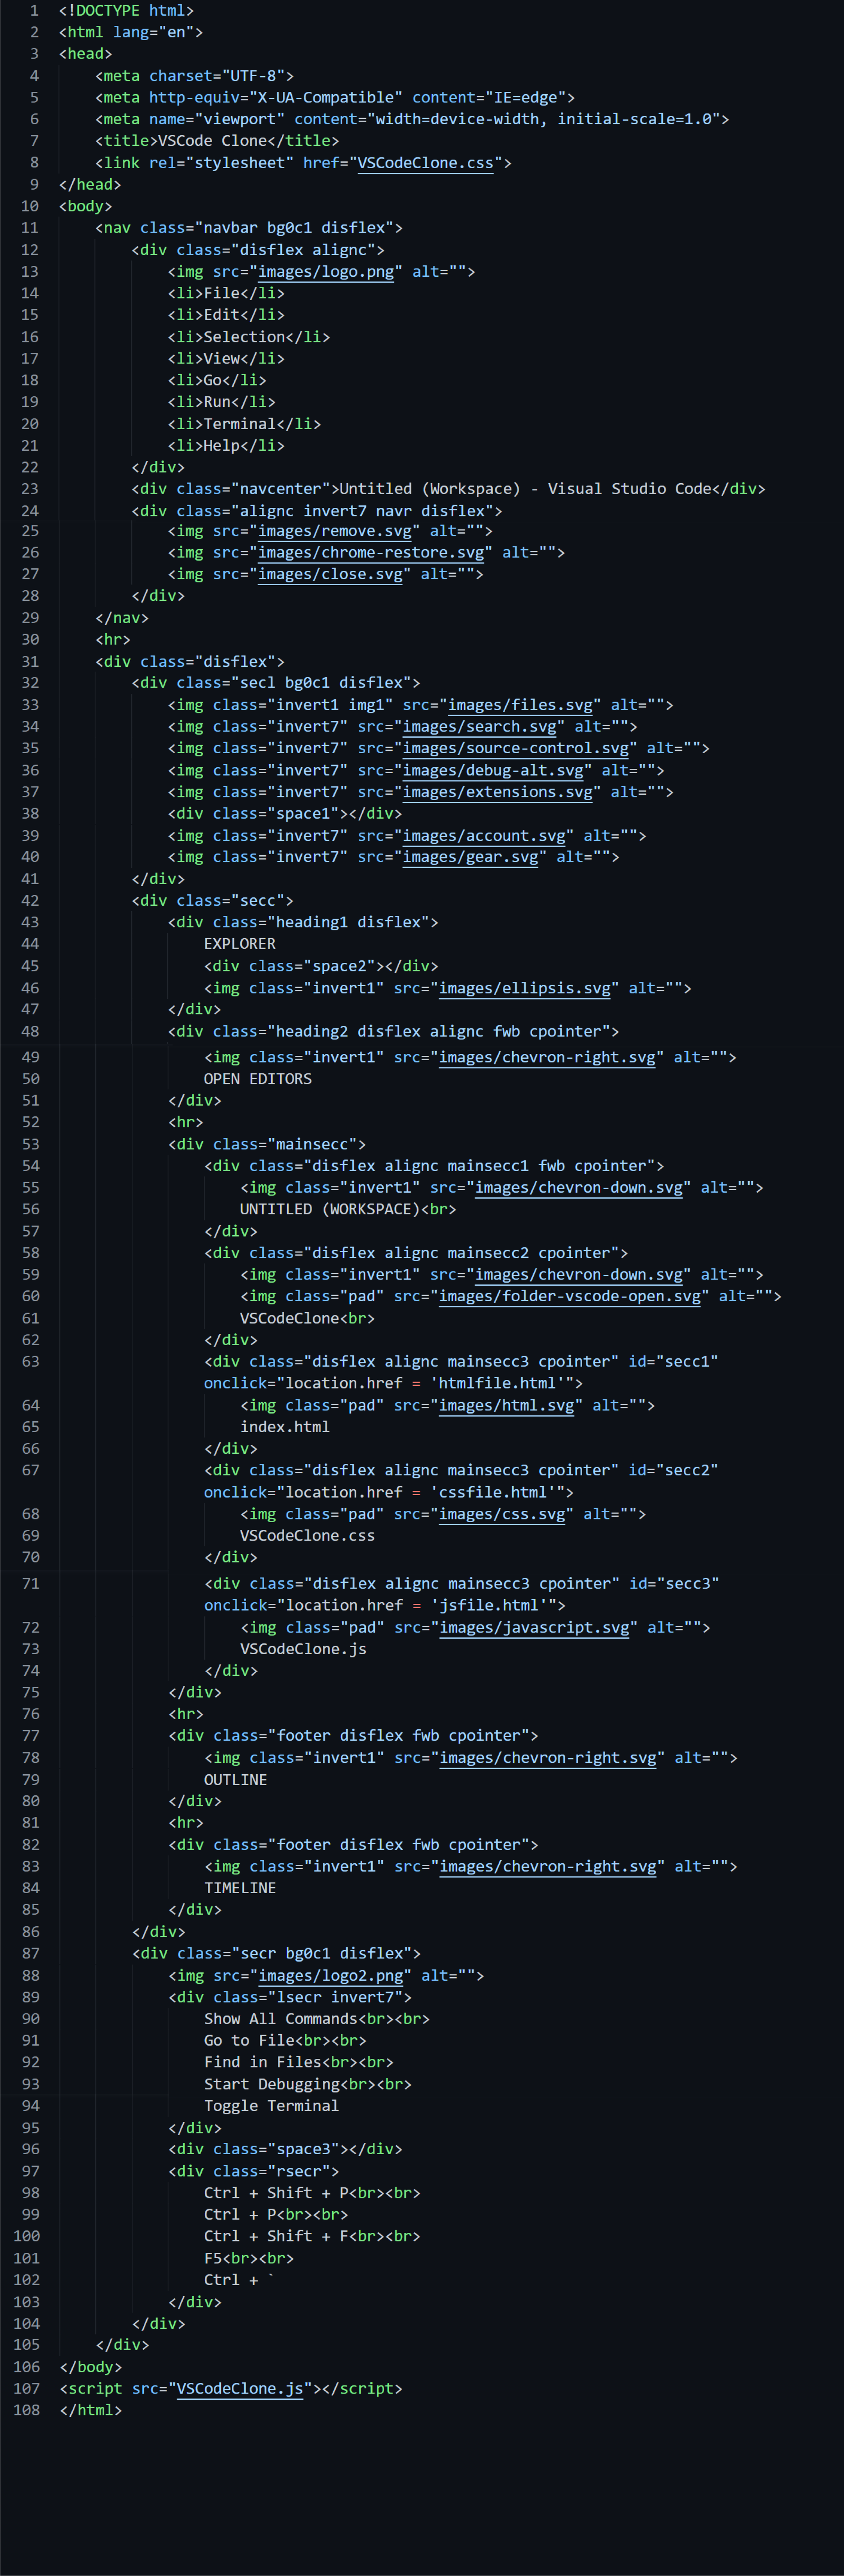 1 <!DOCTYPE html>
2 <html lang="en">
3 <head>
4 <meta charset="UTF-8">
5 <meta http-equiv="X-UA-Compatible" content="IE=edge">
6 <meta name="viewport" content="width=device-width, initial-scale=1.0">
7 <title>VSCode Clone</title>
8 <link rel="stylesheet" href="VSCodeClone.css">
9 </head>
10 <body>
11 <nav class="navbar bg0c1 disflex">
12 <div class="disflex alignc">
13 <img src="images/logo.png" alt="">
14 <li>File</li>
15 <li>Edit</li>
16 <li>Selection</li>
17 <li>View</li>
18 <li>Go</li>
19 <li>Run</li>
20 <li>Terminal</li>
21 <li>Help</li>
22 </div>
23 <div class="navcenter">Untitled (Workspace) - Visual Studio Code</div>
24 <div class="alignc invert7 navr disflex">
25 <img src="images/remove.svg" alt="">
26 <img src="images/chrome-restore.svg" alt="">
27 <img src="images/close.svg" alt="">
28 </div>
29 </nav>
30 <hr>
31 <div class="disflex">
32 <div class="secl bg0c1 disflex">
33 <img class="invert1 img1" src="images/files.svg" alt="">
34 <img class="invert7" src="images/search.svg" alt="">
35 <img class="invert7" src="images/source-control.svg" alt="">
36 <img class="invert7" src="images/debug-alt.svg" alt="">
37 <img class="invert7" src="images/extensions.svg" alt="">
38 <div class="space1"></div>
39 <img class="invert7" src="images/account.svg" alt="">
40 <img class="invert7" src="images/gear.svg" alt="">
41 </div>
42 <div class="secc">
43 <div class="heading1 disflex">
44 EXPLORER
45 <div class="space2"></div>
46 <img class="invert1" src="images/ellipsis.svg" alt="">
47 </div>
48 <div class="heading2 disflex alignc fwb cpointer">
49 <img class="invert1" src="images/chevron-right.svg" alt="">
50 OPEN EDITORS
51 </div>
52 <hr>
53 <div class="mainsecc">
54 <div class="disflex alignc mainsecc1 fwb cpointer">
55 <img class="invert1" src="images/chevron-down.svg" alt="">
56 UNTITLED (WORKSPACE)<br>
57 </div>
58 <div class="disflex alignc mainsecc2 cpointer">
59 <img class="invert1" src="images/chevron-down.svg" alt="">
60 <img class="pad" src="images/folder-vscode-open.svg" alt="">
61 VSCodeClone<br>
62 </div>
63 <div class="disflex alignc mainsecc3 cpointer" id="secc1"
onclick="location.href = 'htmlfile.html'">
64 <img class="pad" src="images/html.svg" alt="">
65 index.html
66 </div>
67 <div class="disflex alignc mainsecc3 cpointer" id="secc2"
onclick="location.href = 'cssfile.html'">
68 <img class="pad" src="images/css.svg" alt="">
69 VSCodeClone.css
70 </div>
71 <div class="disflex alignc mainsecc3 cpointer" id="secc3"
onclick="location.href = 'jsfile.html'">
72 <img class="pad" src="images/javascript.svg" alt="">
73 VSCodeClone.js
74 </div>
75 </div>
76 <hr>
77 <div class="footer disflex fwb cpointer">
78 <img class="invert1" src="images/chevron-right.svg" alt="">
79 OUTLINE
80 </div>
81 <hr>
82 <div class="footer disflex fwb cpointer">
83 <img class="invert1" src="images/chevron-right.svg" alt="">
84 TIMELINE
85 </div>
86 </div>
87 <div class="secr bg0c1 disflex">
88 <img src="images/logo2.png" alt="">
89 <div class="lsecr invert7">
90 Show All Commands<br><br>
91 Go to File<br><br>
92 Find in Files<br><br>
93 Start Debugging<br><br>
94 Toggle Terminal
95 </div>
96 <div class="space3"></div>
97 <div class="rsecr">
98 Ctrl + Shift + P<br><br>
99 Ctrl + P<br><br>
100 Ctrl + Shift + F<br><br>
101 F5<br><br>
102 Ctrl + `
103 </div>
104 </div>
105 </div>
106 </body>
107 <script src="VSCodeClone.js"></script>
108 </html>